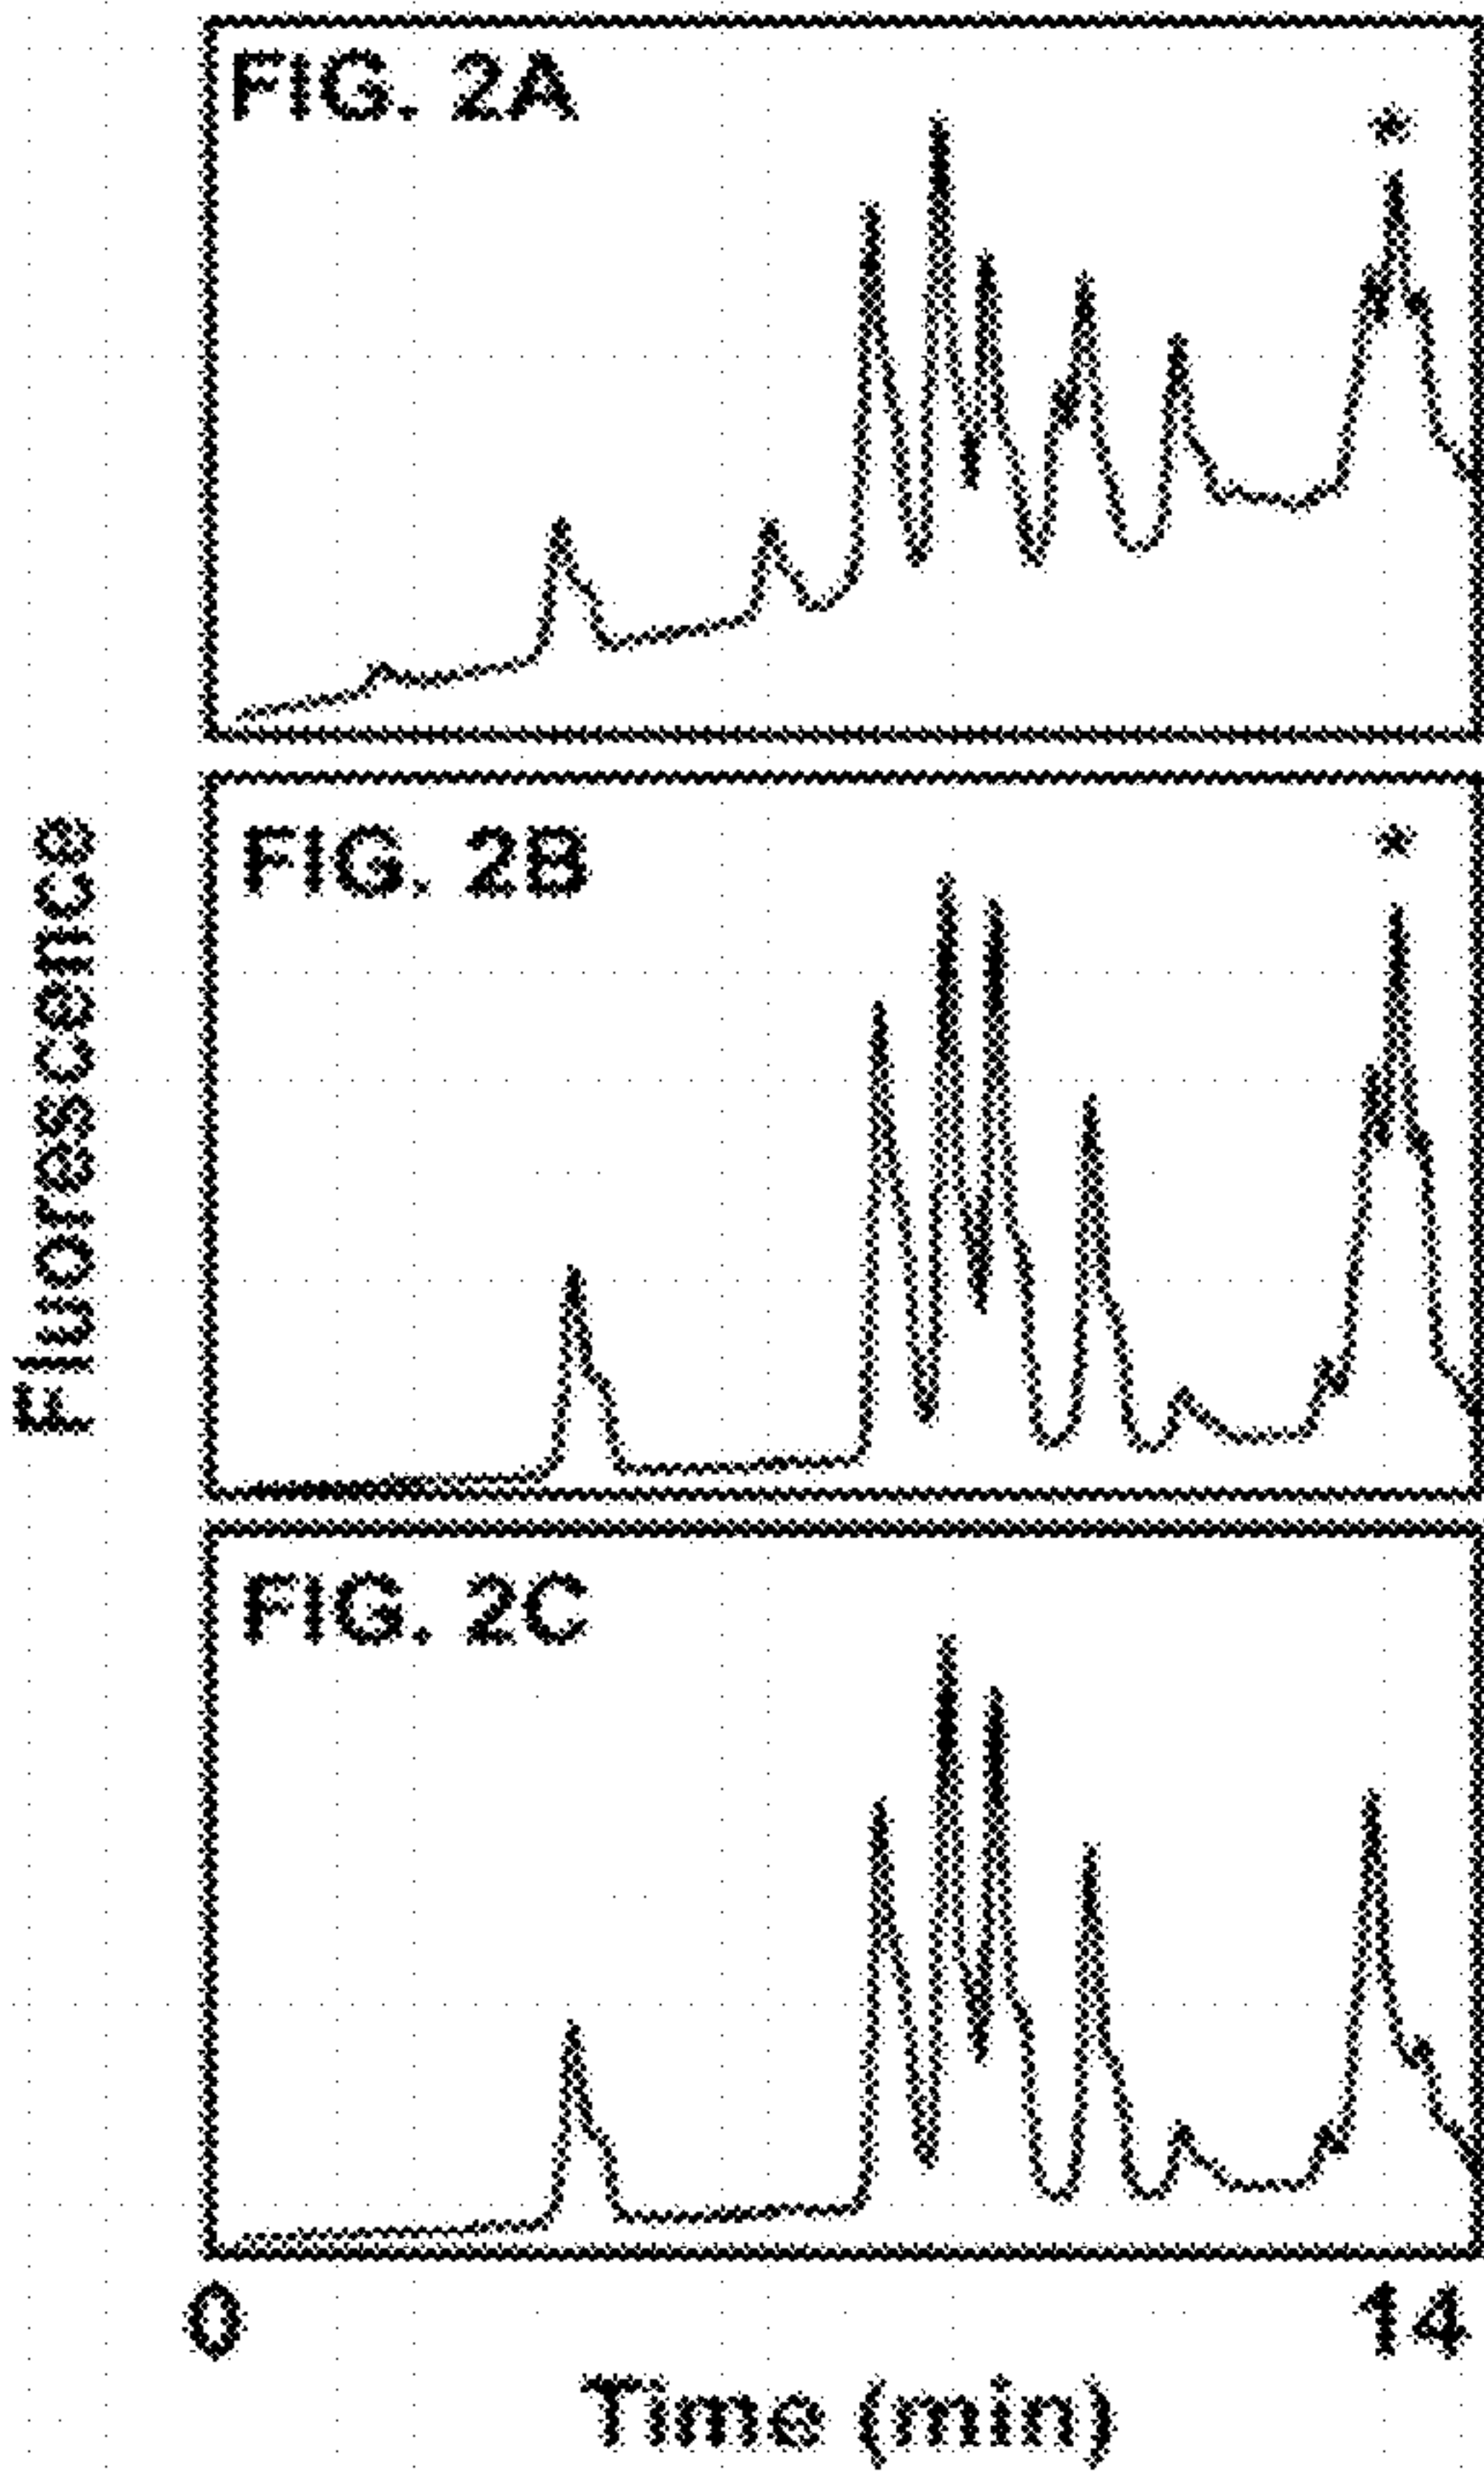 FIG. 2A
*
FIG. 2B
*
FIG. 2C
Fluorescence
0 14
Time (min)